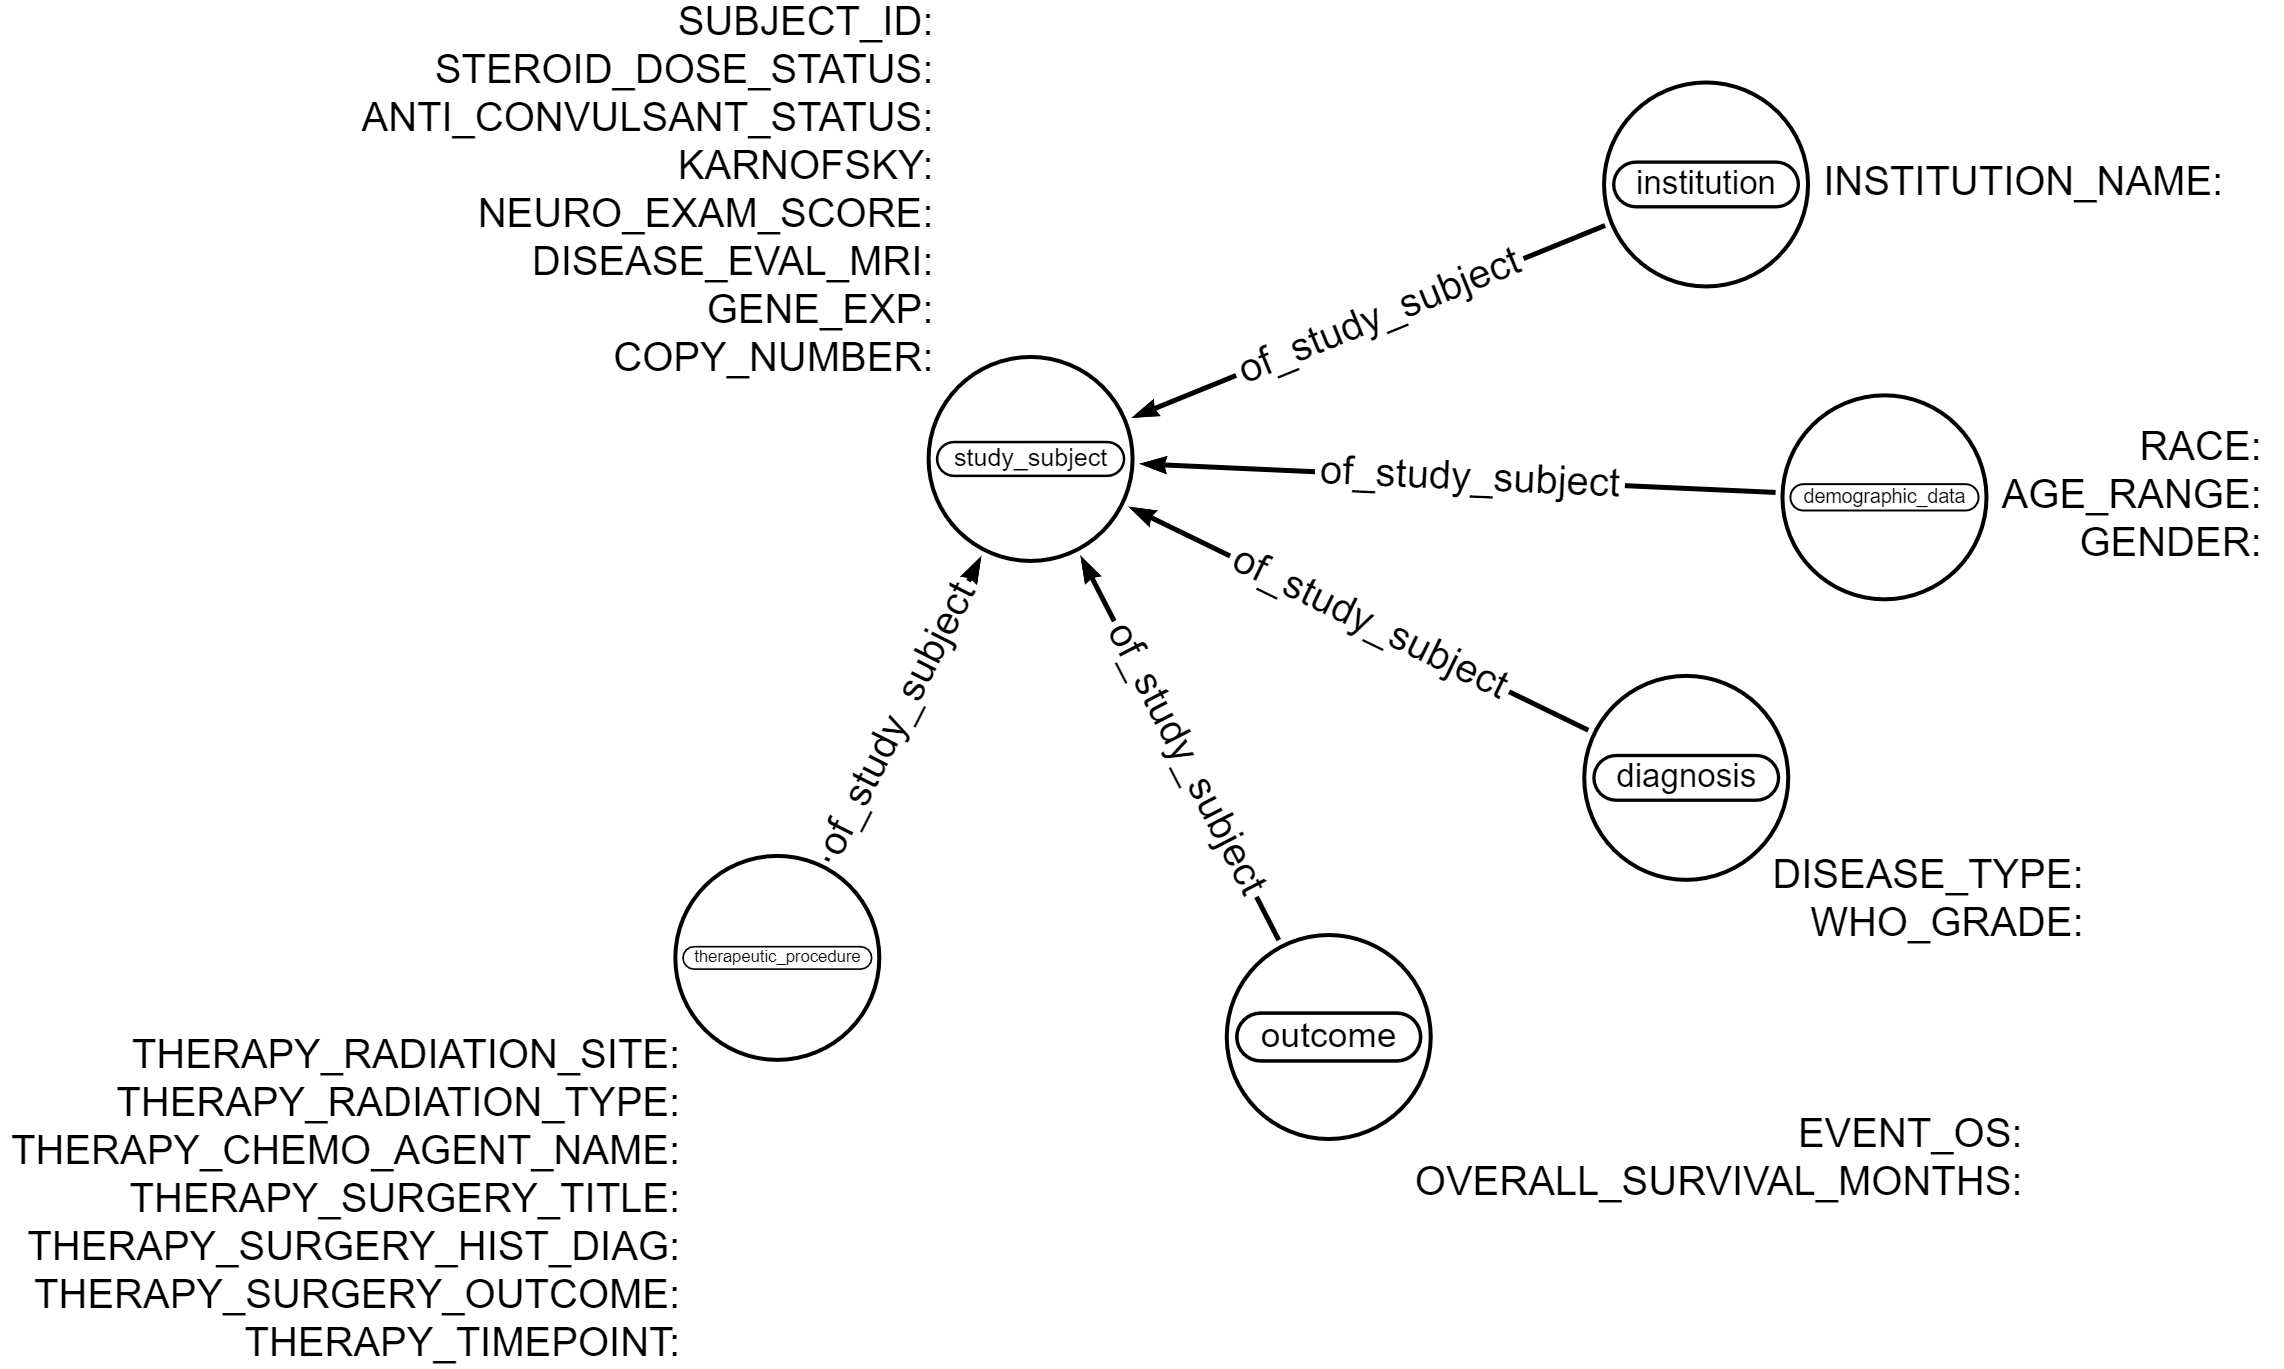 SUBJECT_ID:
STEROID_DOSE_STATUS:
ANTI_CONVULSANT_STATUS:
KARNOFSKY:
NEURO_EXAM_SCORE:
DISEASE_EVAL_MRI:
GENE_EXP:
COPY_NUMBER:
institution
INSTITUTION_NAME:
of_study_subject
study_subject
of_study_subject
demographic_data
RACE:
AGE_RANGE:
GENDER:
of_study_subject
diagnosis
DISEASE_TYPE:
WHO_GRADE:
of_study_subject
of_study_subject
therapeutic_procedure
outcome
EVENT_OS:
OVERALL_SURVIVAL_MONTHS:
THERAPY_RADIATION_SITE:
THERAPY_RADIATION_TYPE:
THERAPY_CHEMO_AGENT_NAME:
THERAPY_SURGERY_TITLE:
THERAPY_SURGERY_HIST_DIAG:
THERAPY_SURGERY_OUTCOME:
THERAPY_TIMEPOINT: